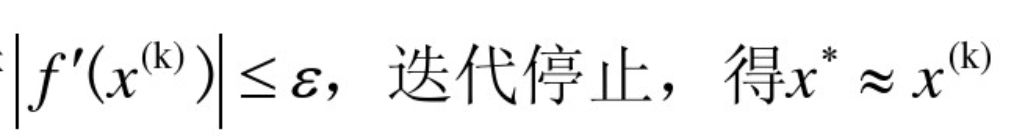 |f′(x^(k))| ≤ ε，迭代停止，得x* ≈ x^(k)